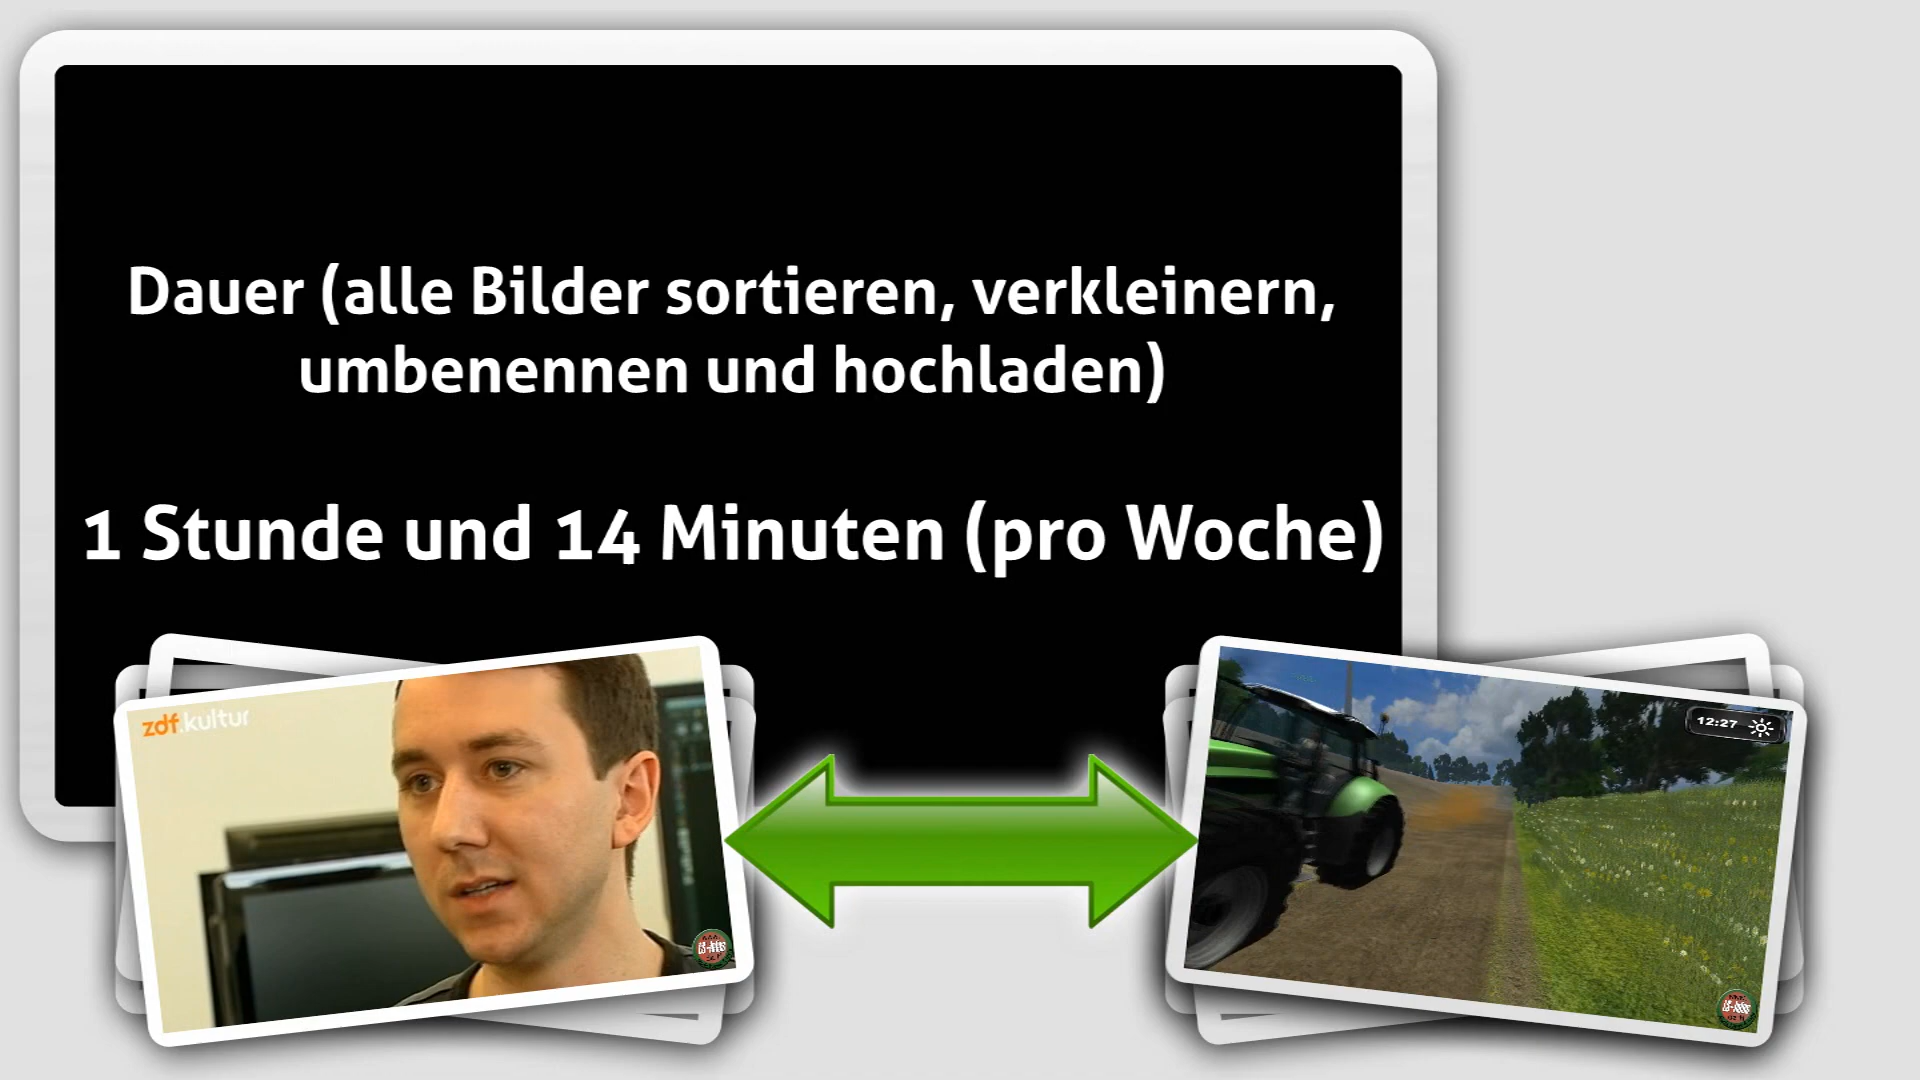 Dauer (alle Bilder sortieren, verkleinern,
umbenennen und hochladen)
1 Stunde und 14 Minuten (pro Woche)
zdf.kultur
12:27